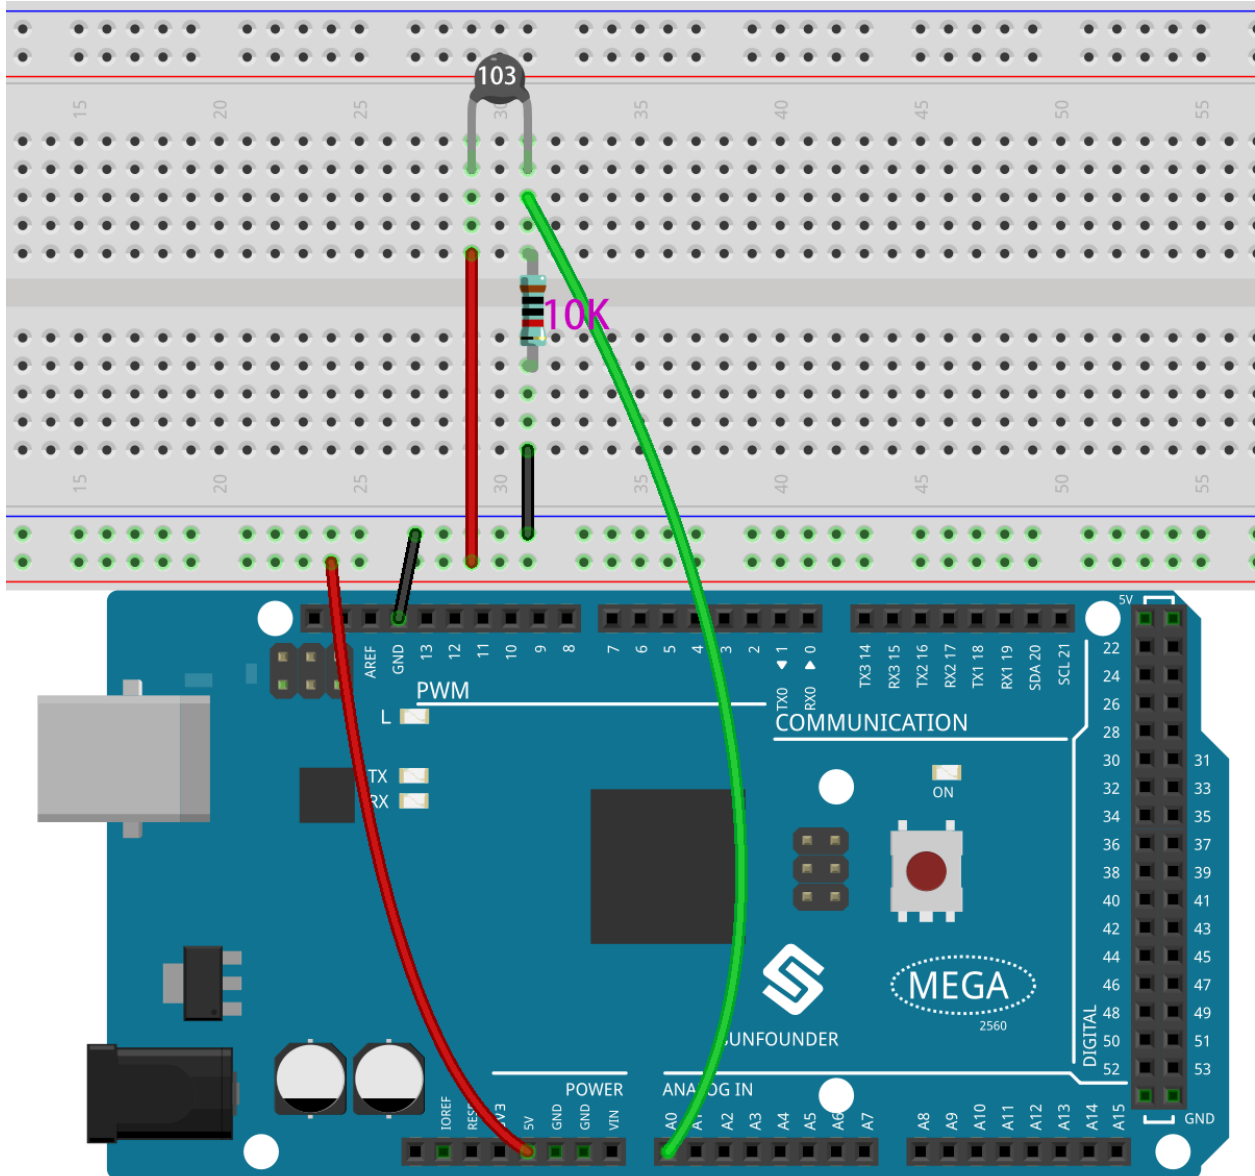 103
15 20 25 30 35 40 45 50 55
10K
15 20 25 30 35 40 45 50 55
5V
AREF GND 13 12 11 10 9 8 7 6 5 4 3 2 1 0
TX0 RX0
TX3 14 RX3 15 TX2 16 RX2 17 TX1 18 RX1 19 SDA 20 SCL 21
PWM
L
COMMUNICATION
TX
RX
ON
22
24
26
28
30 31
32 33
34 35
36 37
38 39
40 41
42 43
44 45
46 47
48 49
50 51
52 53
DIGITAL
MEGA
2560
UNFOUNDER
POWER
ANALOG IN
IOREF 5V GND GND VIN
A0 A1 A2 A3 A4 A5 A6 A7
A8 A9 A10 A11 A12 A13 A14 A15
GND